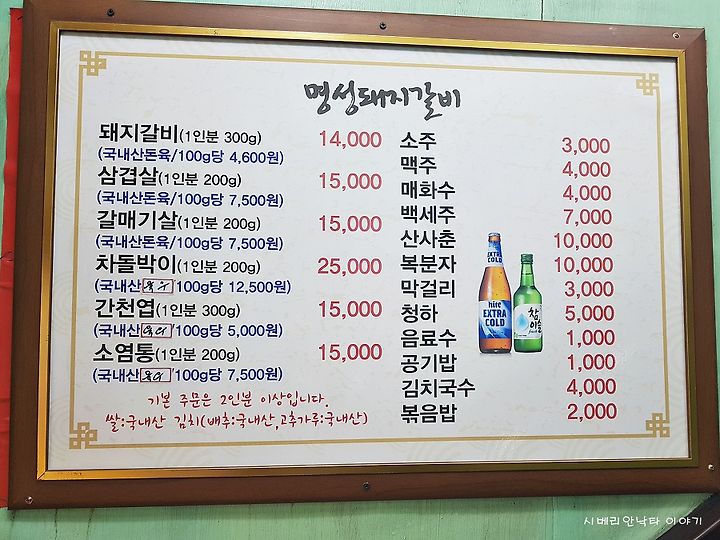 명성돼지갈비
돼지갈비(1인분 300g) 14,000
(국내산돈육/100g당 4,600원)
삼겹살(1인분 200g) 15,000
(국내산돈육/100g당 7,500원)
갈매기살(1인분 200g) 15,000
(국내산돈육/100g당 7,500원)
차돌박이(1인분 200g) 25,000
(국내산 육우 100g당 12,500원)
간천엽(1인분 300g) 15,000
(국내산 /100g당 5,000원)
소염통(1인분 200g) 15,000
(국내산 /100g당 7,500원)
기본 주문은 2인분 이상입니다.
쌀:국내산 김치(배추:국내산,고추가루:국내산)
소주 3,000
맥주 4,000
매화수 4,000
백세주 7,000
산사춘 10,000
복분자 10,000
막걸리 3,000
청하 5,000
음료수 1,000
공기밥 1,000
김치국수 4,000
볶음밥 2,000
EXTRA COLD
hite
EXTRA
COLD
참이슬
시베리안낙타 이야기